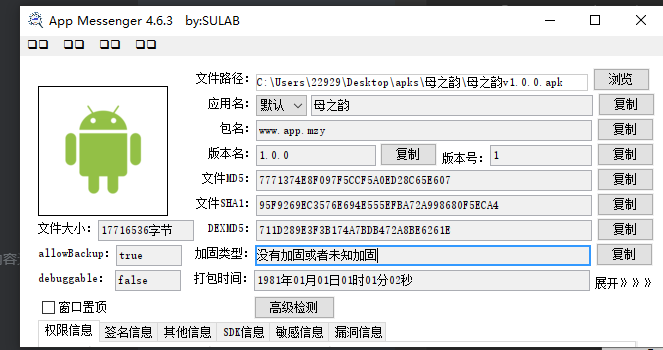 App Messenger 4.6.3 by:SULAB
文件路径: C:\Users\22929\Desktop\apks\母之韵\母之韵v1.0.0.apk 浏览
应用名: 默认 母之韵 复制
包名: www.app.mzy 复制
版本名: 1.0.0 复制 版本号: 1 复制
文件MD5: 7771374E8F097F5CCF5A0ED28C65E607 复制
文件SHA1: 95F9269EC3576E694E555EFBA72A998680F5ECA4 复制
文件大小: 17716536字节 DEXMD5: 711D289E3F3B174A7BDB472A8BE6261E 复制
allowBackup: true 加固类型: 没有加固或者未知加固 复制
debuggable: false 打包时间: 1981年01月01日01时01分02秒 展开》》》
窗口置顶 高级检测
权限信息 签名信息 其他信息 SDK信息 敏感信息 漏洞信息